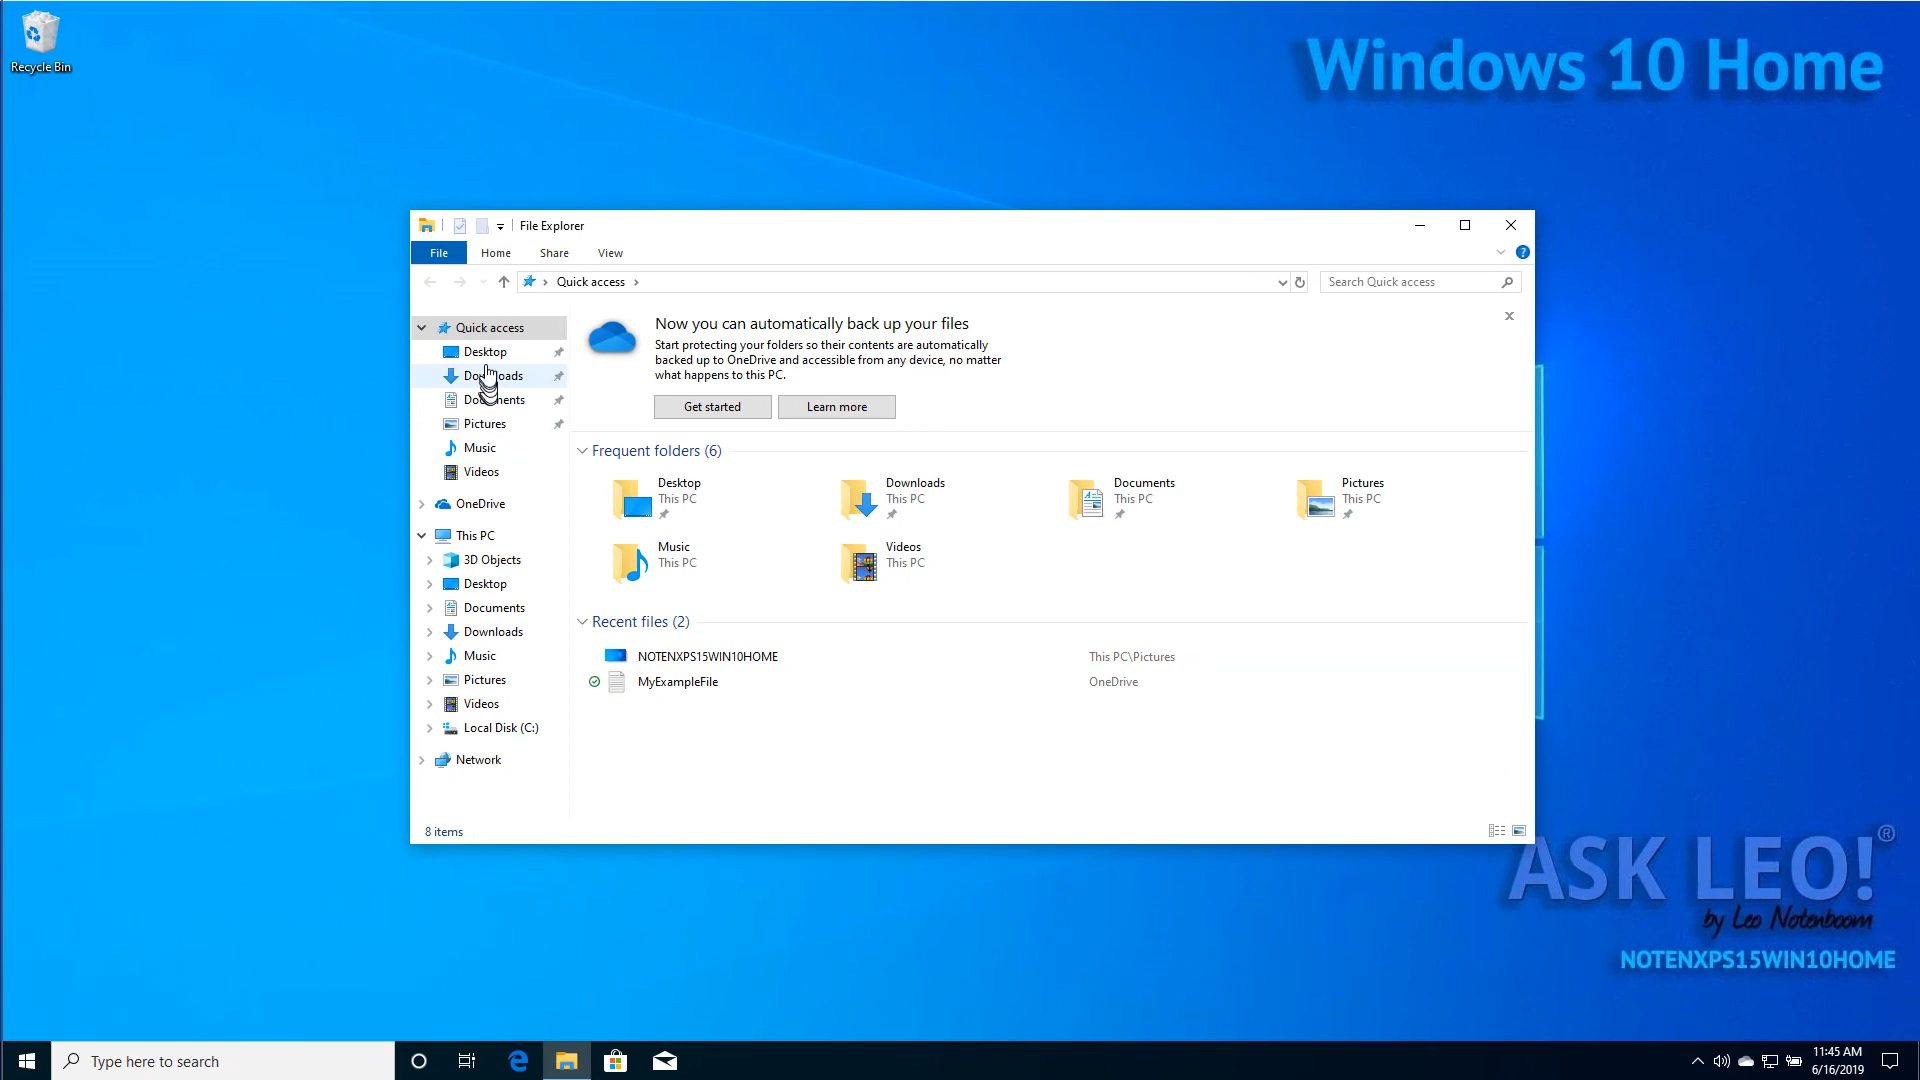 Recycle Bin
Windows 10 Home
File Explorer
File
Home
Share
View
Quick access
Search Quick access
Quick access
Desktop
Downloads
Documents
Pictures
Music
Videos
OneDrive
This PC
3D Objects
Desktop
Documents
Downloads
Music
Pictures
Videos
Local Disk (C:)
Network
Now you can automatically back up your files
Start protecting your folders so their contents are automatically
backed up to OneDrive and accessible from any device, no matter
what happens to this PC.
Get started
Learn more
Frequent folders (6)
Desktop
This PC
Downloads
This PC
Documents
This PC
Pictures
This PC
Music
This PC
Videos
This PC
Recent files (2)
NOTENXPS15WIN10HOME
This PC\Pictures
MyExampleFile
OneDrive
8 items
ASK LEO!®
by Leo Notenboom
NOTENXPS15WIN10HOME
Type here to search
11:45 AM
6/16/2019